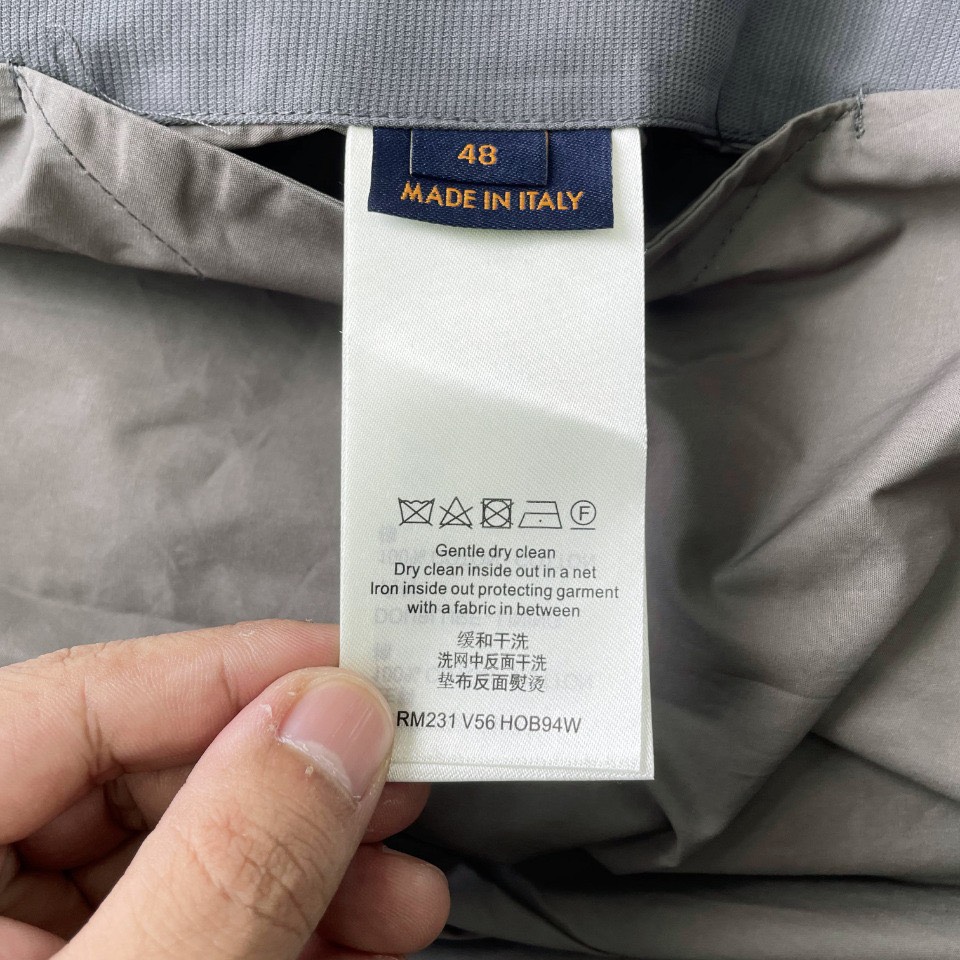 48
MADE IN ITALY
F
Gentle dry clean
Dry clean inside out in a net
Iron inside out protecting garment
with a fabric in between
缓和干洗
洗网中反面干洗
垫布反面熨烫
RM231 V56 HOB94W